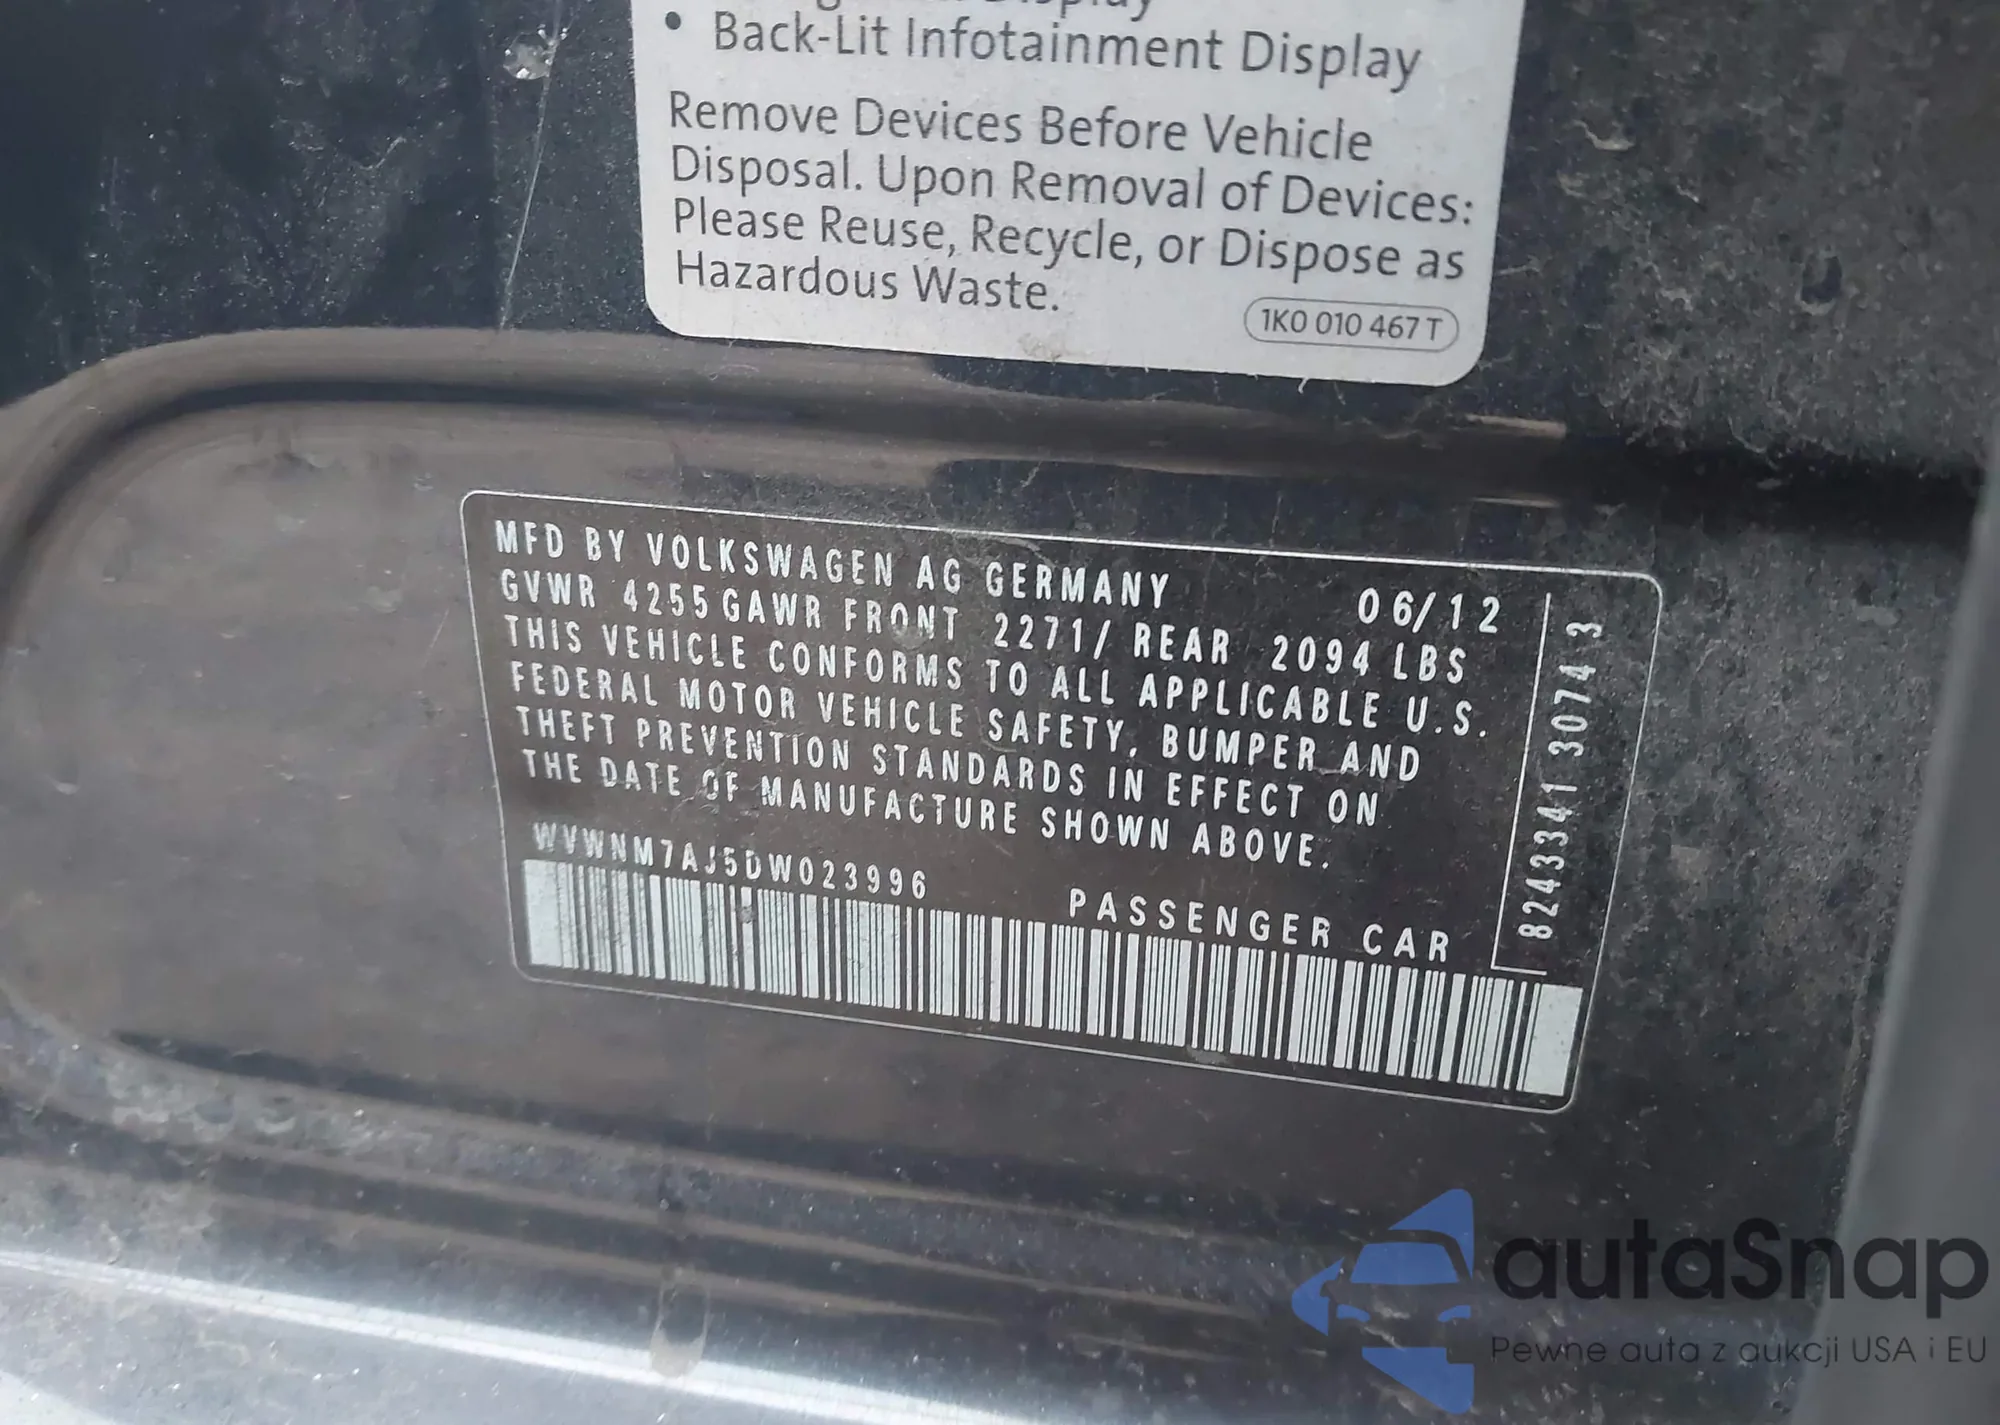 • Back-Lit Infotainment Display
Remove Devices Before Vehicle
Disposal. Upon Removal of Devices:
Please Reuse, Recycle, or Dispose as
Hazardous Waste.
1K0 010 467 T
MFD BY VOLKSWAGEN AG GERMANY 06/12
GVWR 4255 GAWR FRONT 2271/ REAR 2094 LBS
THIS VEHICLE CONFORMS TO ALL APPLICABLE U.S.
FEDERAL MOTOR VEHICLE SAFETY, BUMPER AND
THEFT PREVENTION STANDARDS IN EFFECT ON
THE DATE OF MANUFACTURE SHOWN ABOVE.
WVWNM7AJ5DW023996
PASSENGER CAR
8243341 3074 3
autaSnap
Pewne auta z aukcji USA i EU